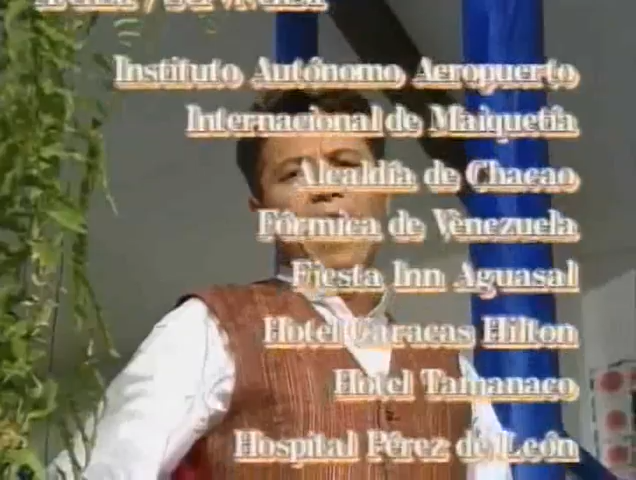 Instituto Autónomo Aeropuerto
Internacional de Maiquetía
Alcaldía de Chacao
Fórmica de Venezuela
Fiesta Inn Aguasal
Hotel Caracas Hilton
Hotel Tamanaco
Hospital Pérez de León